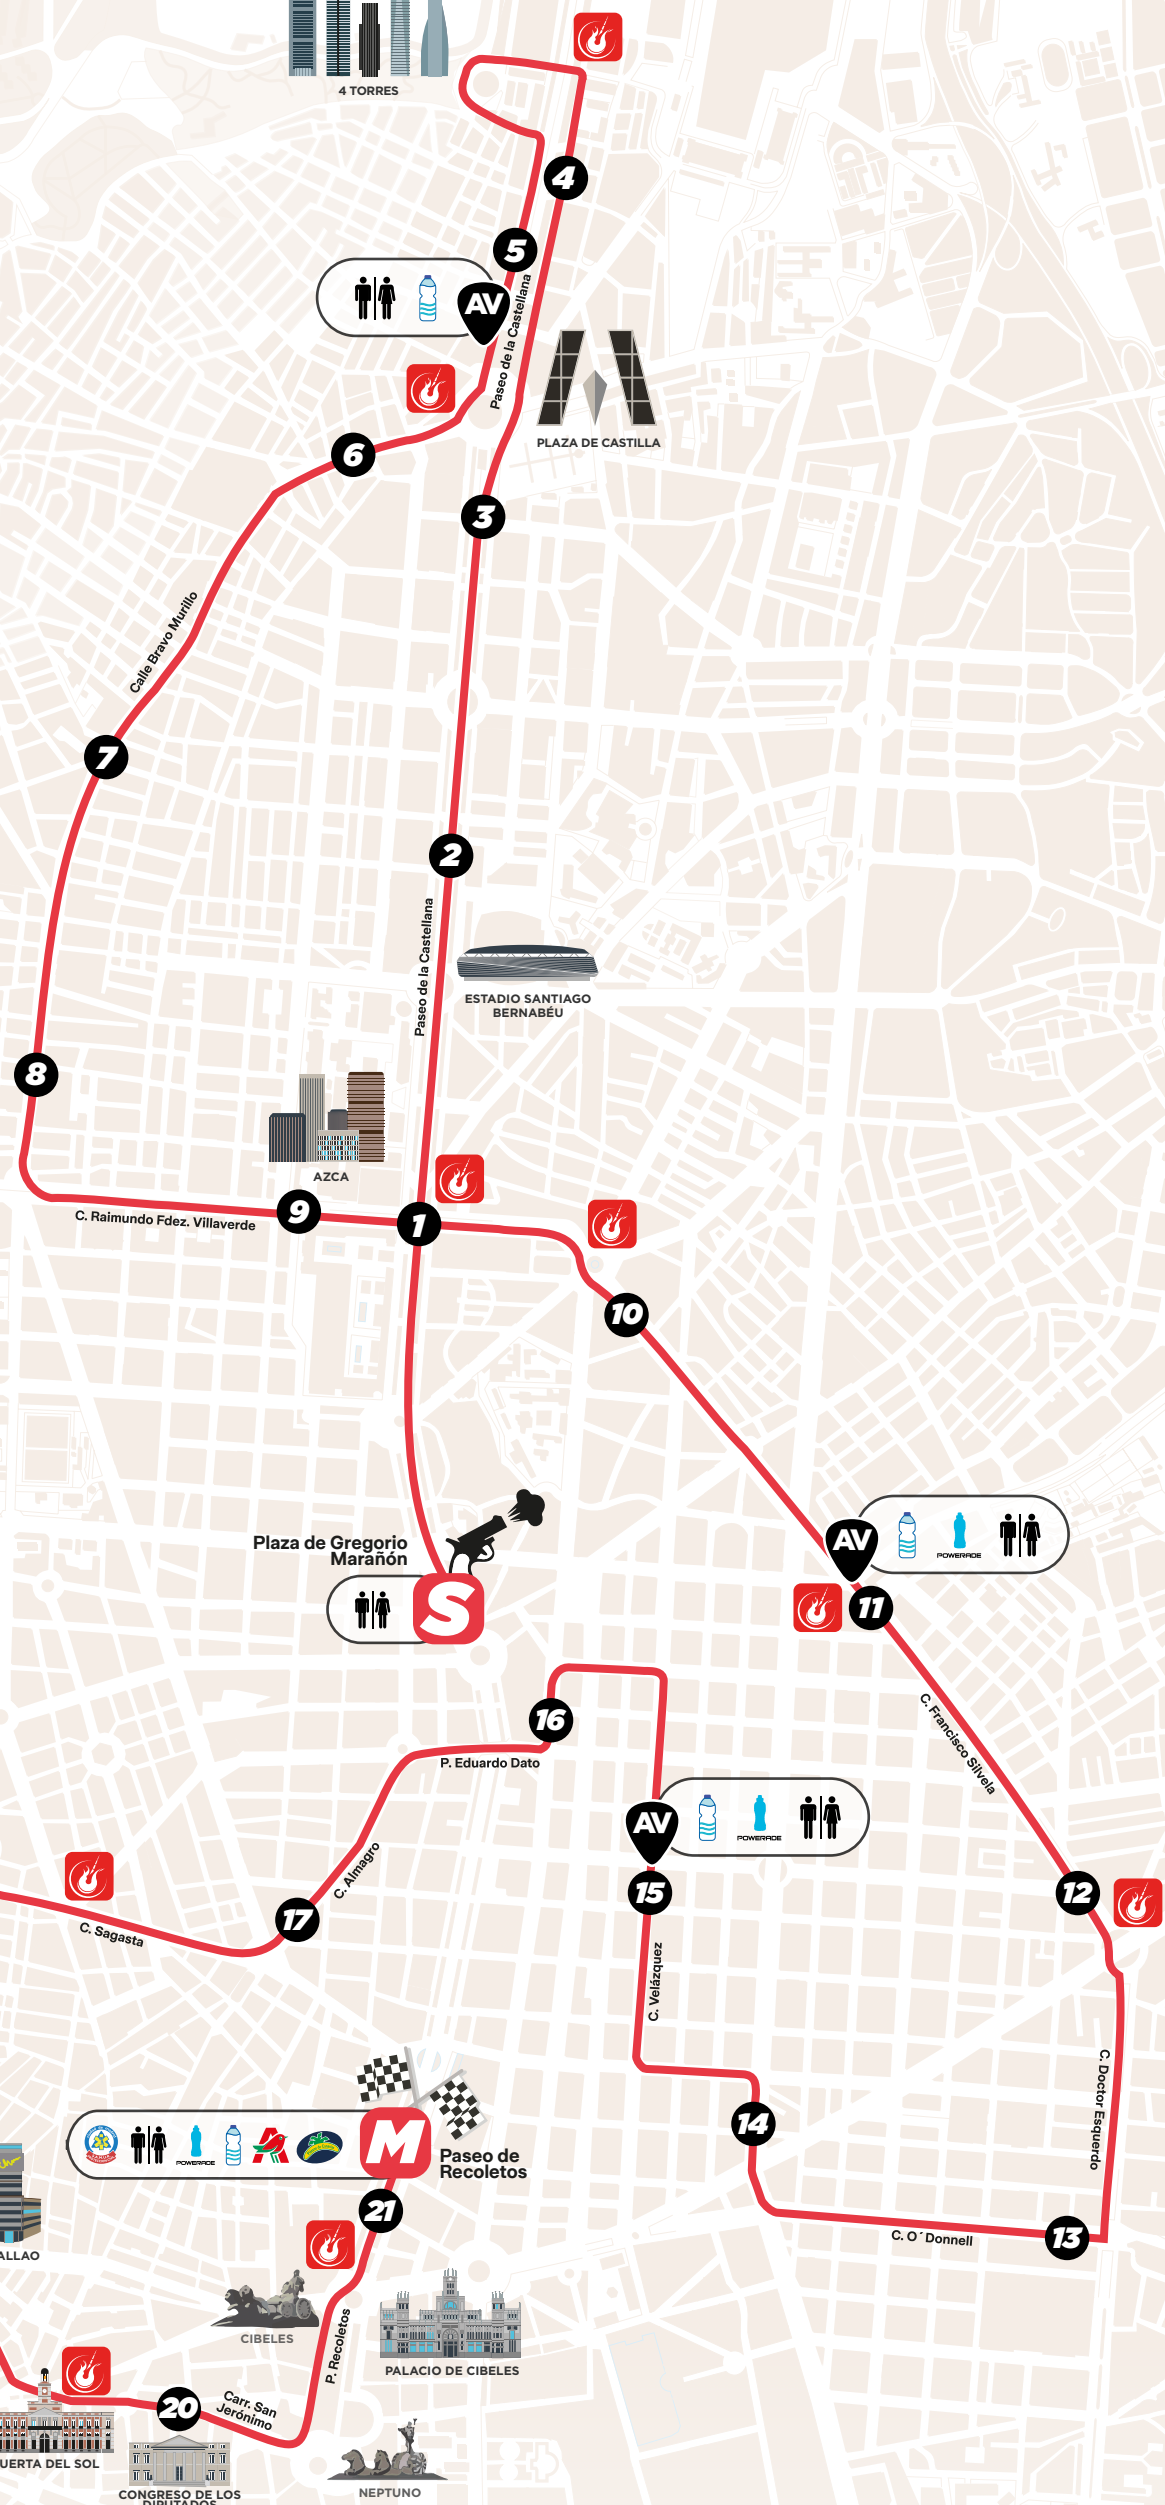 4 TORRES
4
5
AV
Paseo de la Castellana
PLAZA DE CASTILLA
6
3
Calle Bravo Murillo
7
2
Paseo de la Castellana
ESTADIO SANTIAGO
BERNABÉU
8
AZCA
9
C. Raimundo Fdez. Villaverde
1
10
Plaza de Gregorio
Marañón
S
AV
POWERADE
11
C. Francisco Silvela
16
P. Eduardo Dato
AV
POWERADE
C. Almagro
15
12
17
C. Sagasta
C. Velázquez
C. Doctor Esquerdo
14
POWERADE
M
Paseo de
Recoletos
21
13
C. O´Donnell
ALLAO
CIBELES
P. Recoletos
PALACIO DE CIBELES
20
Carr. San
Jerónimo
UERTA DEL SOL
NEPTUNO
CONGRESO DE LOS
DIPUTADOS